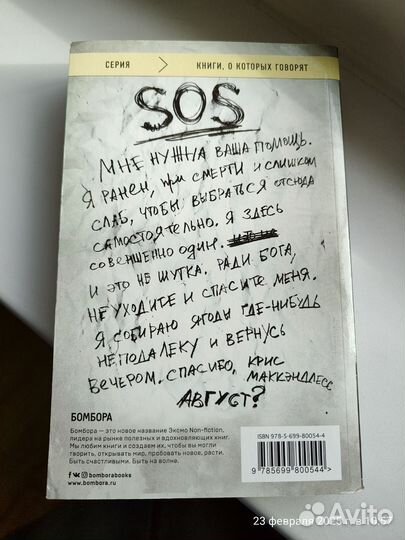 СЕРИЯ КНИГИ, О КОТОРЫХ ГОВОРЯТ
SOS
МНЕ НУЖНА ВАША ПОМОЩЬ.
Я РАНЕН, ПРИ СМЕРТИ И СЛИШКОМ
СЛАБ, ЧТОБЫ ВЫБРАТЬСЯ ОТСЮДА
САМОСТОЯТЕЛЬНО. Я ЗДЕСЬ
СОВЕРШЕННО ОДИН.
И ЭТО НЕ ШУТКА. РАДИ БОГА,
НЕ УХОДИТЕ И СПАСИТЕ МЕНЯ.
Я СОБИРАЮ ЯГОДЫ ГДЕ-НИБУДЬ
НЕПОДАЛЕКУ И ВЕРНУСЬ
ВЕЧЕРОМ. СПАСИБО, КРИС
МАККЭНДЛЕСС
АВГУСТ?
БОМБОРА
Бомбора — это новое название Эксмо Non-fiction,
лидера на рынке полезных и вдохновляющих книг.
Мы любим книги и создаем их, чтобы вы могли
творить, открывать мир, пробовать новое, расти.
Быть счастливыми. Быть на волне.
bomborabooks
www.bombora.ru
ISBN 978-5-699-80054-4
9 785699 800544 >
Avito